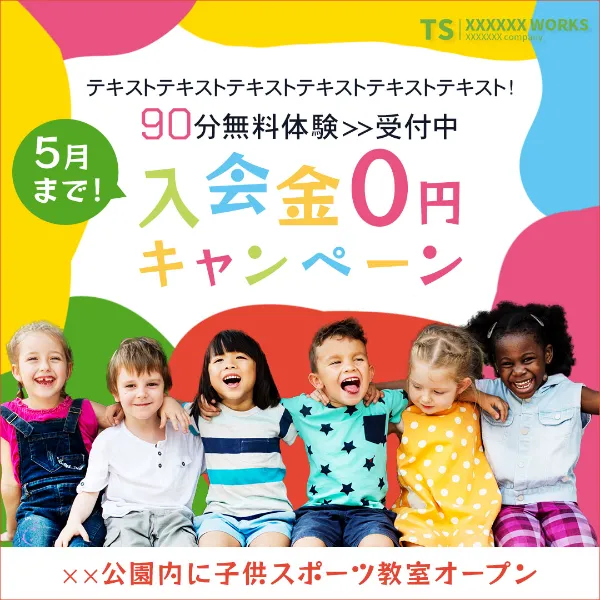 TS XXXXXX WORKS
XXXXXXX company
テキストテキストテキストテキストテキストテキスト!
90分無料体験>>受付中
5月
まで!
入会金0円
キャンペーン
××公園内に子供スポーツ教室オープン